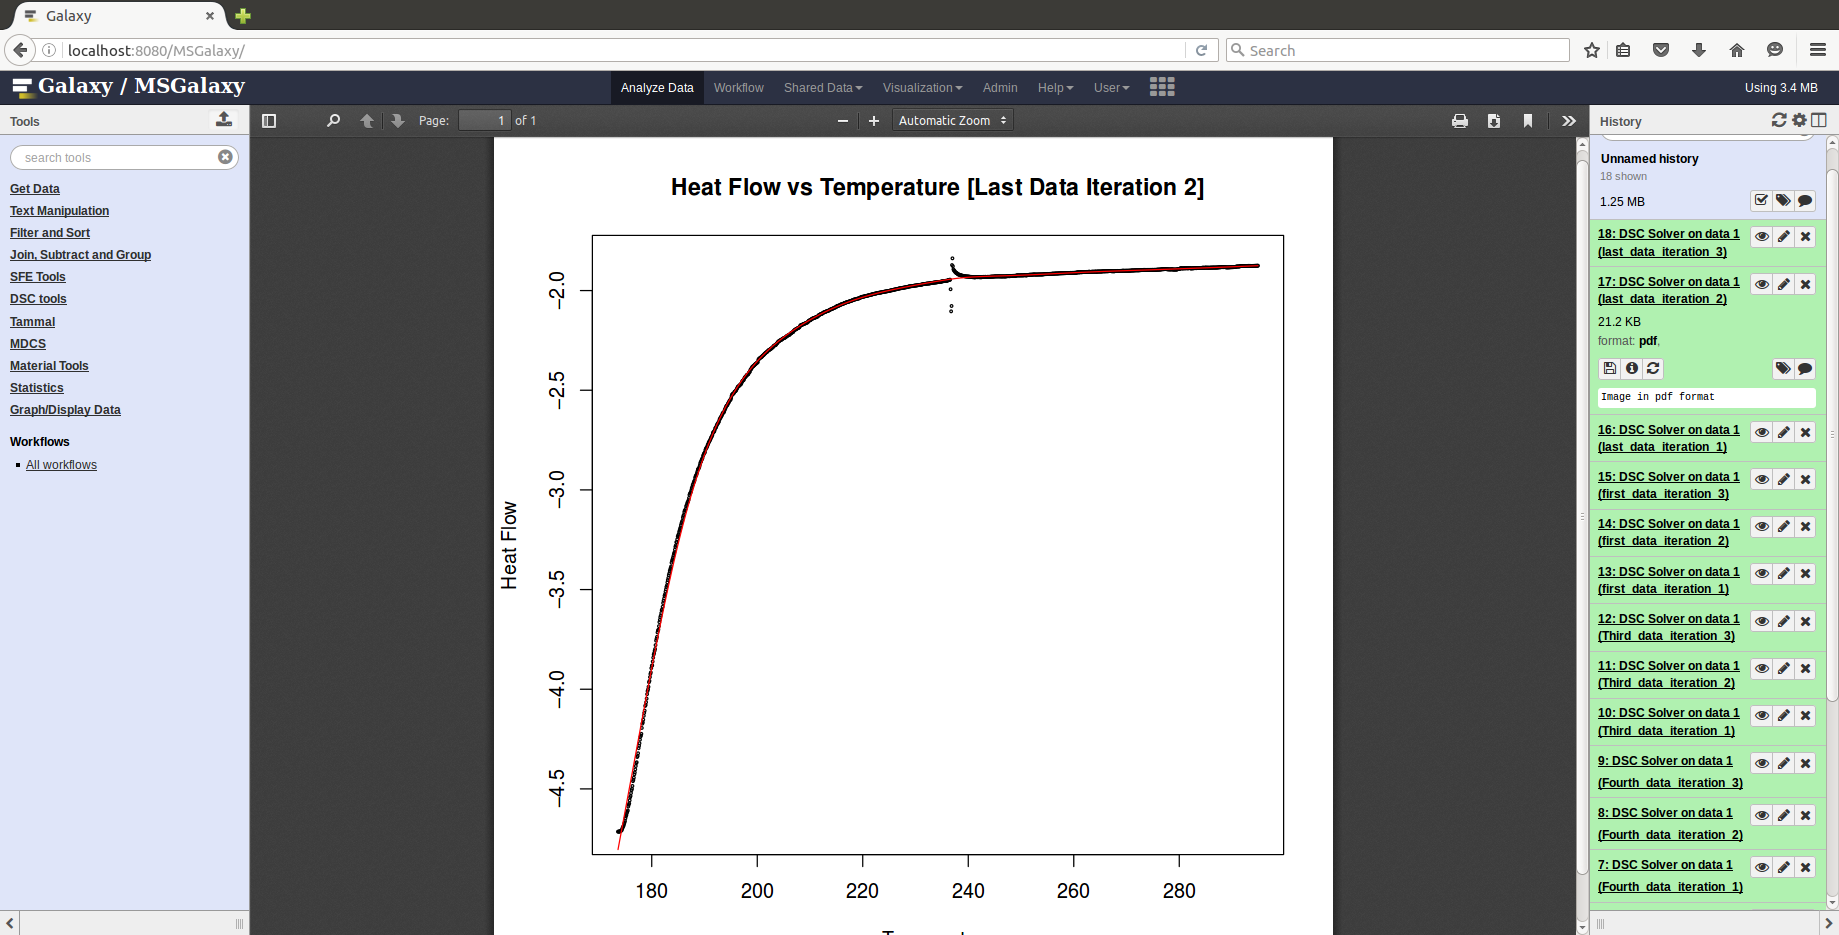 Galaxy
localhost:8080/MSGalaxy/
Search
Galaxy / MSGalaxy
Analyze Data
Workflow
Shared Data
Visualization
Admin
Help
User
Using 3.4 MB
Tools
search tools
Get Data
Text Manipulation
Filter and Sort
Join, Subtract and Group
SFE Tools
DSC tools
Tammal
MDCS
Material Tools
Statistics
Graph/Display Data
Workflows
All workflows
Page:
1
of 1
Automatic Zoom
Heat Flow vs Temperature [Last Data Iteration 2]
Heat Flow
−2.0
−2.5
−3.0
−3.5
−4.0
−4.5
180
200
220
240
260
280
History
Unnamed history
18 shown
1.25 MB
18: DSC Solver on data 1
(last_data_iteration_3)
17: DSC Solver on data 1
(last_data_iteration_2)
21.2 KB
format: pdf,
Image in pdf format
16: DSC Solver on data 1
(last_data_iteration_1)
15: DSC Solver on data 1
(first_data_iteration_3)
14: DSC Solver on data 1
(first_data_iteration_2)
13: DSC Solver on data 1
(first_data_iteration_1)
12: DSC Solver on data 1
(Third_data_iteration_3)
11: DSC Solver on data 1
(Third_data_iteration_2)
10: DSC Solver on data 1
(Third_data_iteration_1)
9: DSC Solver on data 1
(Fourth_data_iteration_3)
8: DSC Solver on data 1
(Fourth_data_iteration_2)
7: DSC Solver on data 1
(Fourth_data_iteration_1)